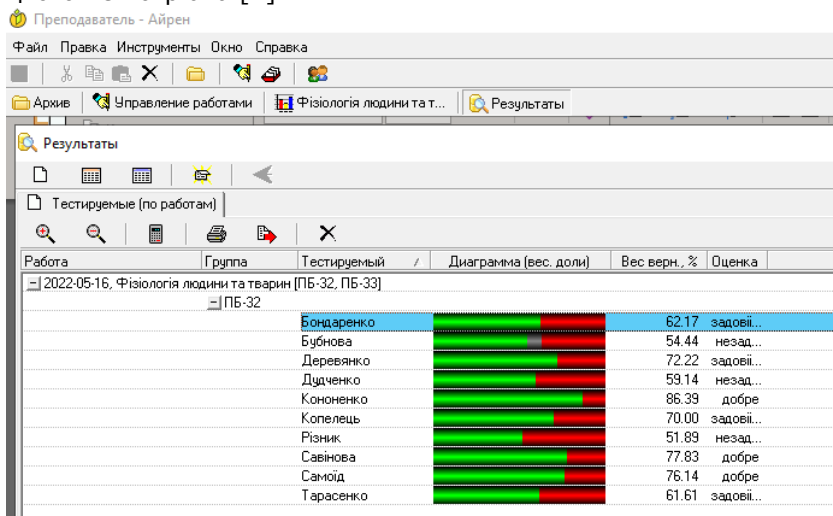 Преподаватель - Айрен
Файл Правка Инструменты Окно Справка
Архив Управление работами Фізіологія людини та т... Результаты
Результаты
Тестируемые (по работам)
Работа Группа Тестируемый Диаграмма (вес. доли) Вес верн., % Оценка
2022-05-16, Фізіологія людини та тварин [ПБ-32, ПБ-33]
ПБ-32
Бондаренко 62.17 задовіл...
Бубнова 54.44 незад...
Деревянко 72.22 задовіл...
Дудченко 59.14 незад...
Кононенко 86.39 добре
Копелець 70.00 задовіл...
Різник 51.89 незад...
Савінова 77.83 добре
Самоїд 76.14 добре
Тарасенко 61.61 задовіл...